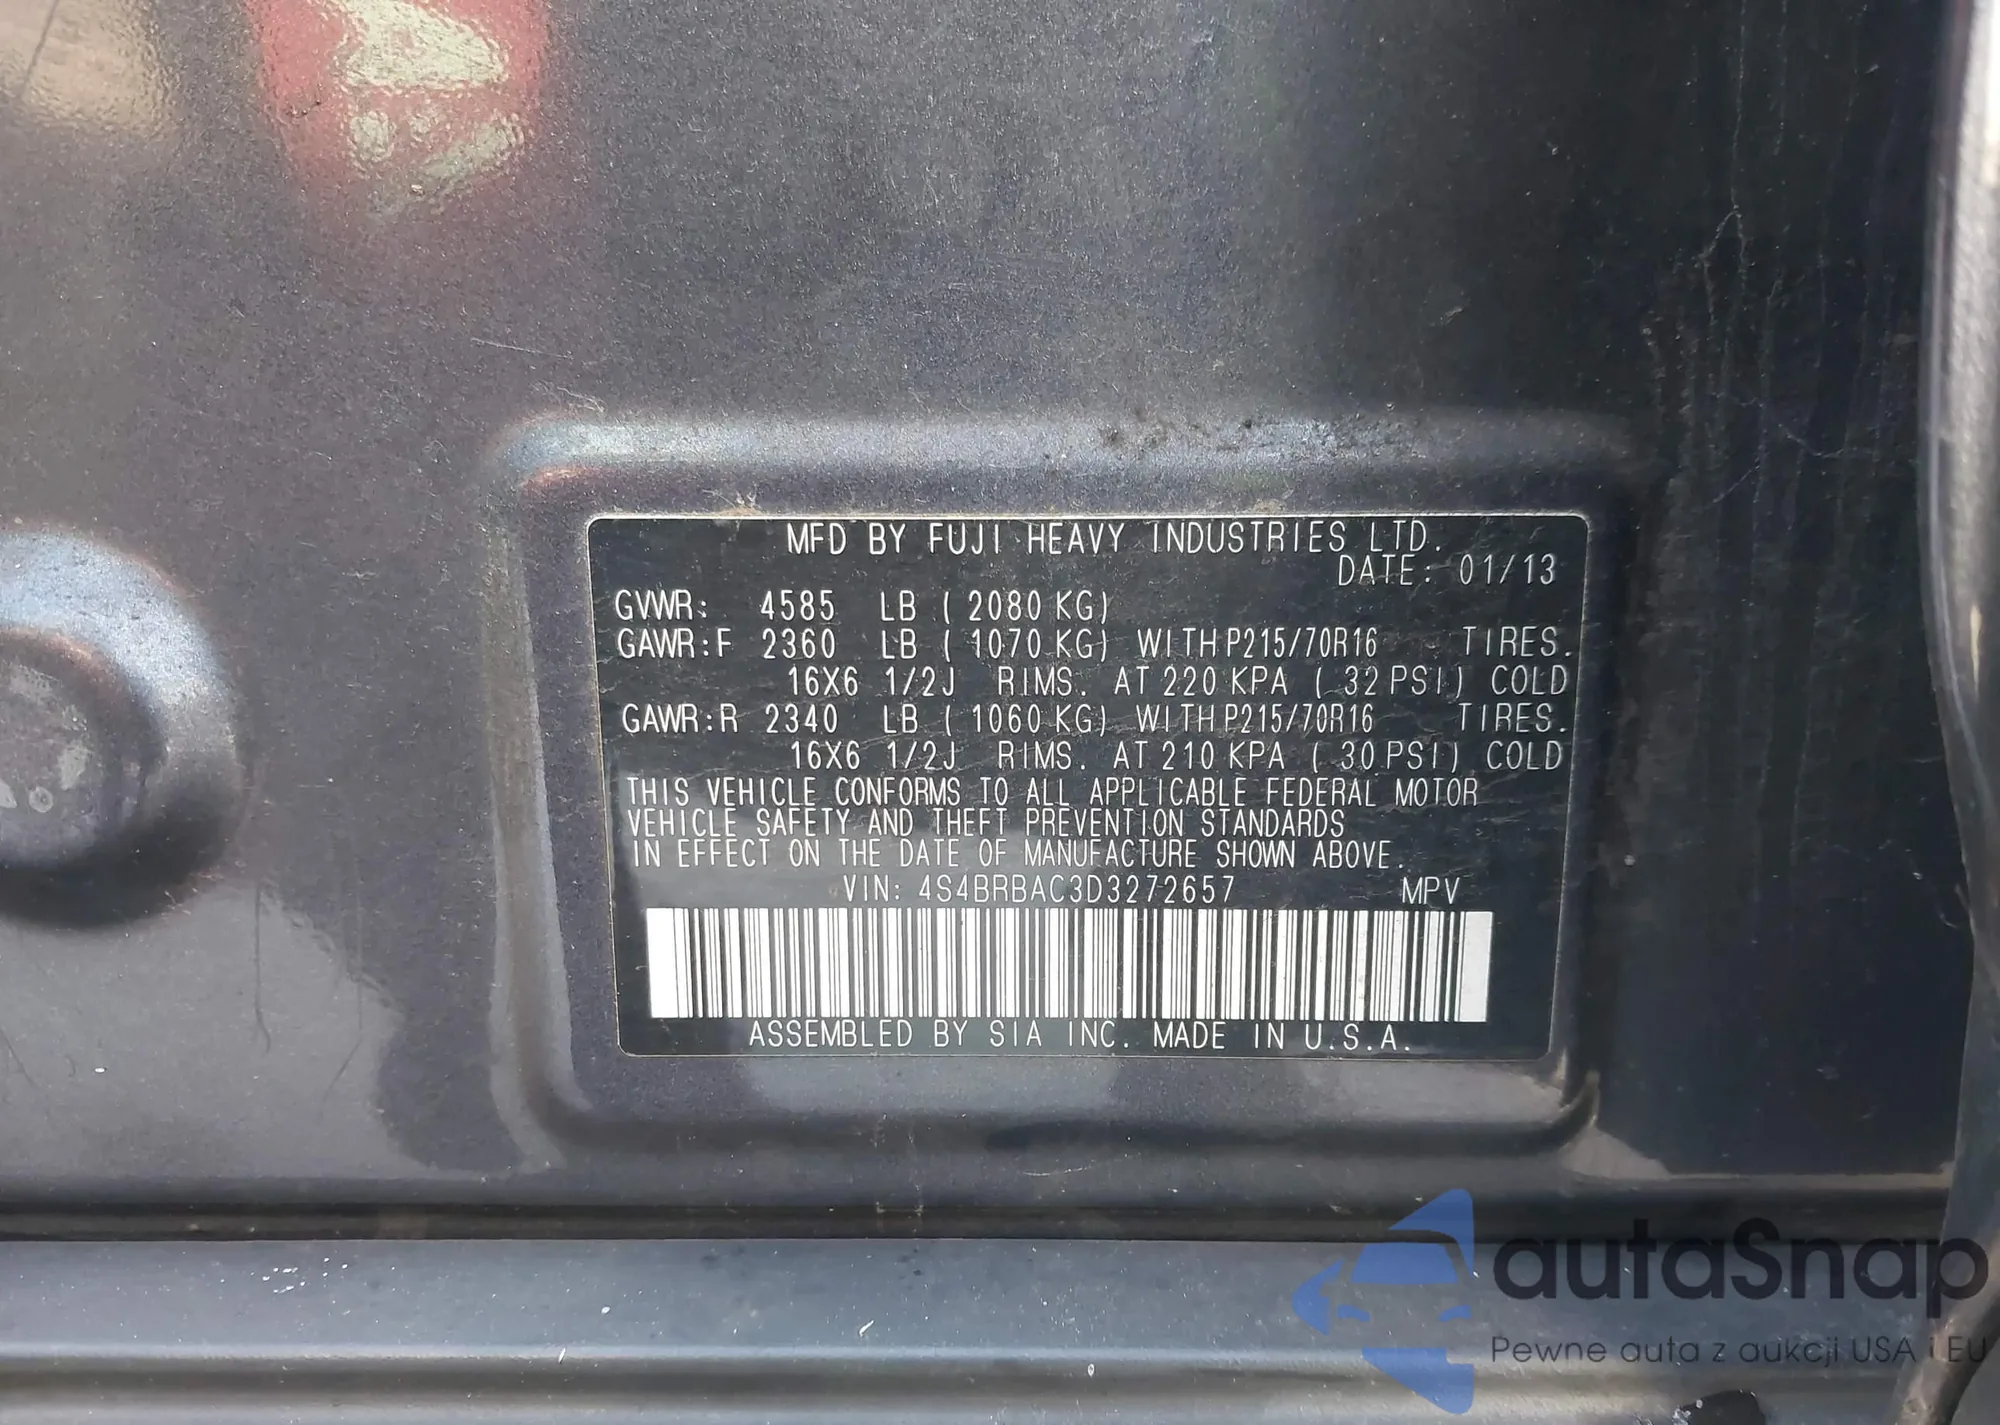 MFD BY FUJI HEAVY INDUSTRIES LTD.
DATE: 01/13
GVWR: 4585 LB ( 2080 KG)
GAWR:F 2360 LB ( 1070 KG) WITH P215/70R16 TIRES.
16X6 1/2J RIMS. AT 220 KPA ( 32 PSI) COLD
GAWR:R 2340 LB ( 1060 KG) WITH P215/70R16 TIRES.
16X6 1/2J RIMS. AT 210 KPA ( 30 PSI) COLD
THIS VEHICLE CONFORMS TO ALL APPLICABLE FEDERAL MOTOR
VEHICLE SAFETY AND THEFT PREVENTION STANDARDS
IN EFFECT ON THE DATE OF MANUFACTURE SHOWN ABOVE.
VIN: 4S4BRBAC3D3272657 MPV
ASSEMBLED BY SIA INC. MADE IN U.S.A.
autaSnap
Pewne auta z aukcji USA i EU